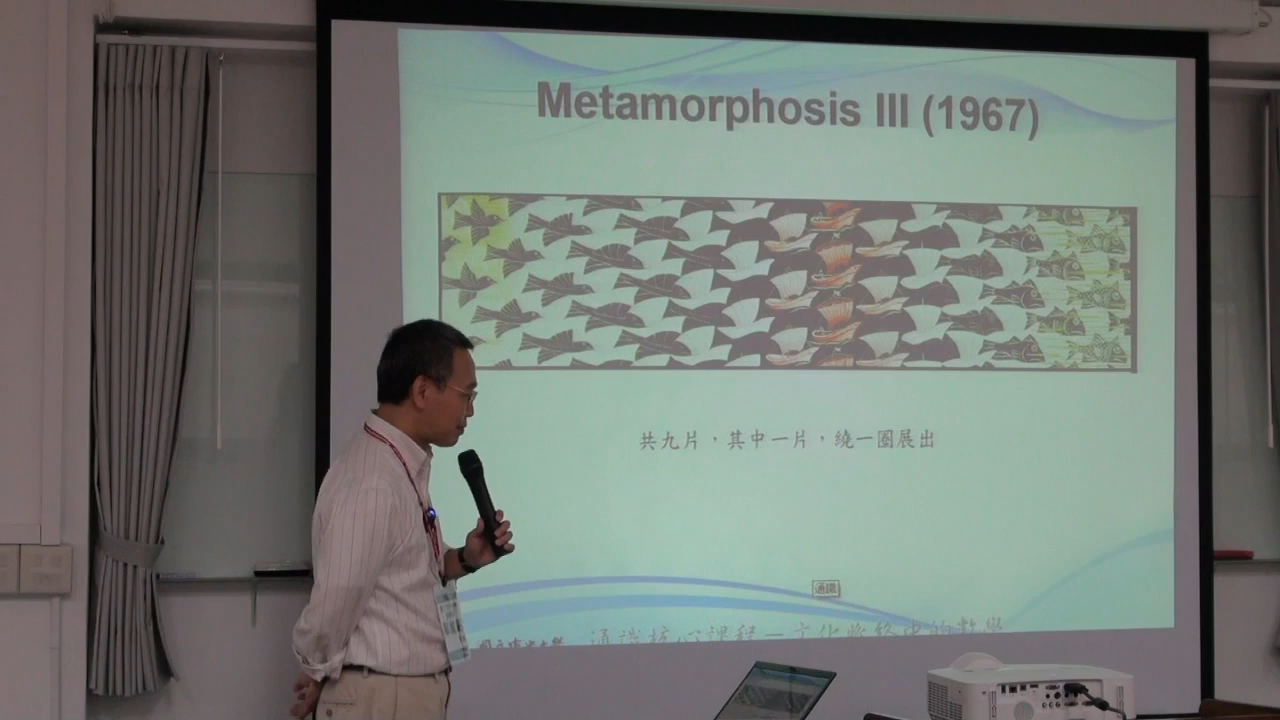 Metamorphosis III (1967)
共九片，其中一片，繞一圈展出
通識
通識核心課程－文化脈絡中的數學